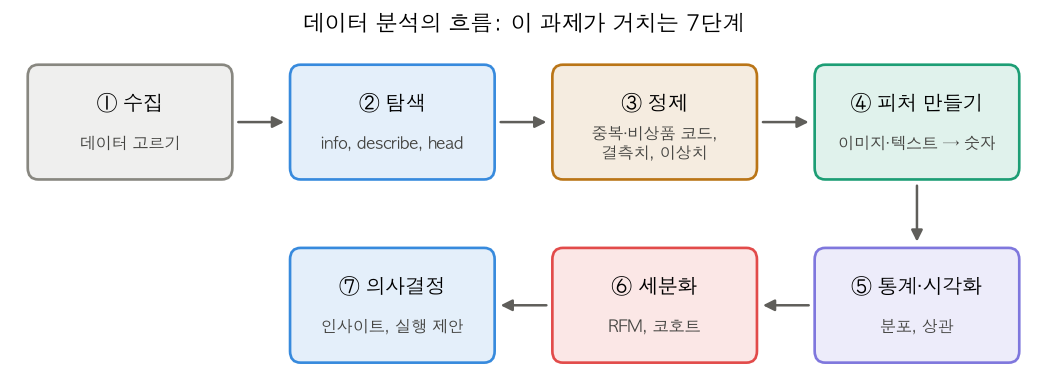 데이터 분석의 흐름: 이 과제가 거치는 7단계
① 수집
데이터 고르기
② 탐색
info, describe, head
③ 정제
중복·비상품 코드,
결측치, 이상치
④ 피처 만들기
이미지·텍스트 → 숫자
⑤ 통계·시각화
분포, 상관
⑥ 세분화
RFM, 코호트
⑦ 의사결정
인사이트, 실행 제안